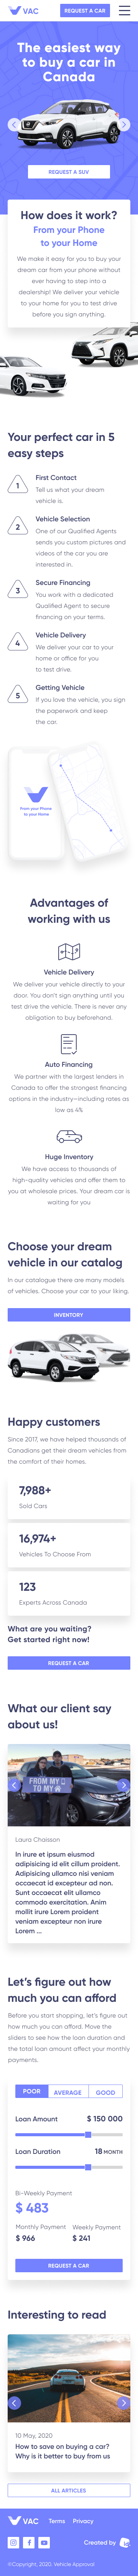 VAC
REQUEST A CAR
The easiest way
to buy a car in
Canada
REQUEST A SUV
How does it work?
From your Phone
to your Home
We make it easy for you to buy your
dream car from your phone without
ever having to step into a
dealership! We deliver your vehicle
to your home for you to test drive
before you sign anything.
Your perfect car in 5
easy steps
1
First Contact
Tell us what your dream
vehicle is.
2
Vehicle Selection
One of our Qualified Agents
sends you custom pictures and
videos of the car you are
interested in.
3
Secure Financing
You work with a dedicated
Qualified Agent to secure
financing on your terms.
4
Vehicle Delivery
We deliver your car to your
home or office for you
to test drive.
5
Getting Vehicle
If you love the vehicle, you sign
the paperwork and keep
the car.
From your Phone
to your Home
Advantages of
working with us
Vehicle Delivery
We deliver your vehicle directly to your
door. You don't sign anything until you
test drive the vehicle. There is never any
obligation to buy beforehand.
Auto Financing
We partner with the largest lenders in
Canada to offer the strongest financing
options in the industry—including rates as
low as 4%
Huge Inventory
We have access to thousands of
high-quality vehicles and offer them to
you at wholesale prices. Your dream car is
waiting for you
Choose your dream
vehicle in our catalog
In our catalogue there are many models
of vehicles. Choose your car to your liking.
INVENTORY
Happy customers
Since 2017, we have helped thousands of
Canadians get their dream vehicles from
the comfort of their homes.
7,988+
Sold Cars
16,974+
Vehicles To Choose From
123
Experts Across Canada
What are you waiting?
Get started right now!
REQUEST A CAR
What our client say
about us!
FROM MY
TO MY
Laura Chaisson
In irure et ipsum eiusmod
adipisicing id elit cillum proident.
Adipisicing ullamco nisi veniam
occaecat id excepteur ad non.
Sunt occaecat elit ullamco
commodo exercitation. Anim
mollit irure Lorem proident
veniam excepteur non irure
Lorem ...
Let's figure out how
much you can afford
Before you start shopping, let's figure out
how much you can afford. Move the
sliders to see how the loan duration and
the total loan amount affect your monthly
payments.
POOR AVERAGE GOOD
Loan Amount $ 150 000
Loan Duration 18 MONTH
Bi-Weekly Payment
$ 483
Monthly Payment Weekly Payment
$ 966 $ 241
REQUEST A CAR
Interesting to read
10 May, 2020
How to save on buying a car?
Why is it better to buy from us
ALL ARTICLES
VAC Terms Privacy
Created by
©Copyright, 2020. Vehicle Approval